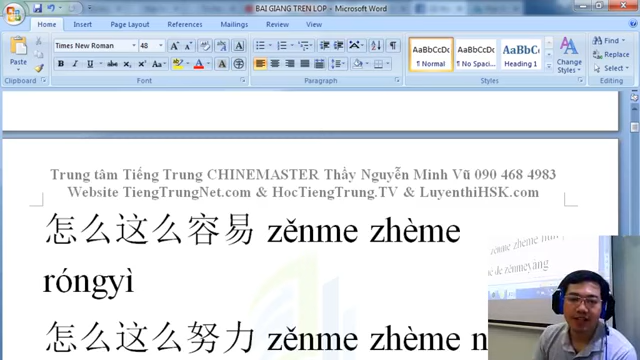 BAI GIANG TREN LOP - Microsoft Word
Home Insert Page Layout References Mailings Review View
Paste
Times New Roman 48
AaBbCcDc AaBbCcDc AaBbC
¶ Normal ¶ No Spaci... Heading 1
Change Styles
Find
Replace
Select
Clipboard Font Paragraph Styles Editing
Trung tâm Tiếng Trung CHINEMASTER Thầy Nguyễn Minh Vũ 090 468 4983
Website TiengTrungNet.com & HocTiengTrung.TV & LuyenthiHSK.com
怎么这么容易 zěnme zhème
róngyì
怎么这么努力 zěnme zhème n